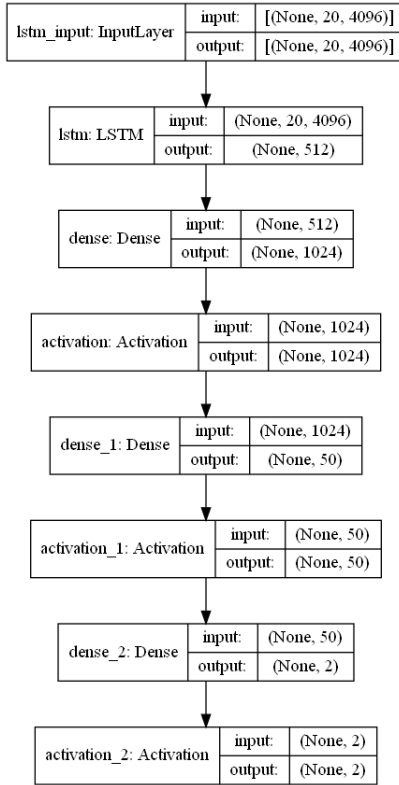 lstm_input: InputLayer
input: [(None, 20, 4096)]
output: [(None, 20, 4096)]
lstm: LSTM
input: (None, 20, 4096)
output: (None, 512)
dense: Dense
input: (None, 512)
output: (None, 1024)
activation: Activation
input: (None, 1024)
output: (None, 1024)
dense_1: Dense
input: (None, 1024)
output: (None, 50)
activation_1: Activation
input: (None, 50)
output: (None, 50)
dense_2: Dense
input: (None, 50)
output: (None, 2)
activation_2: Activation
input: (None, 2)
output: (None, 2)